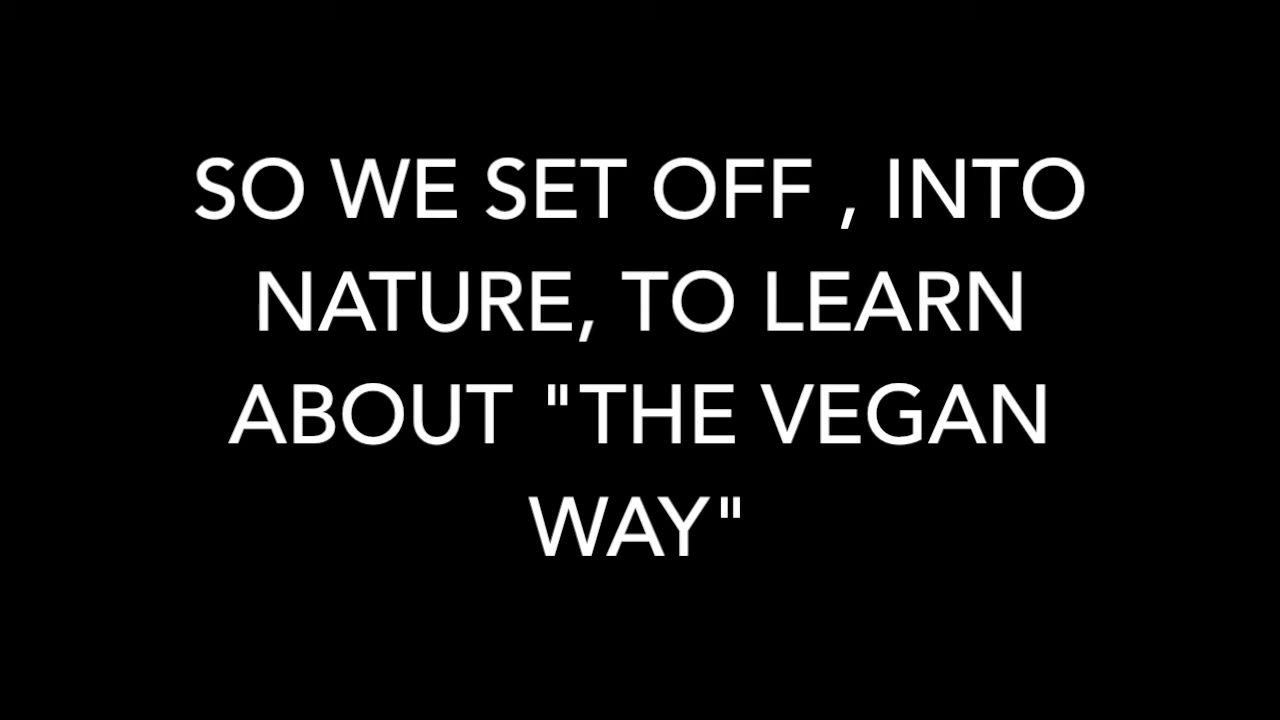 SO WE SET OFF , INTO
NATURE, TO LEARN
ABOUT "THE VEGAN
WAY"